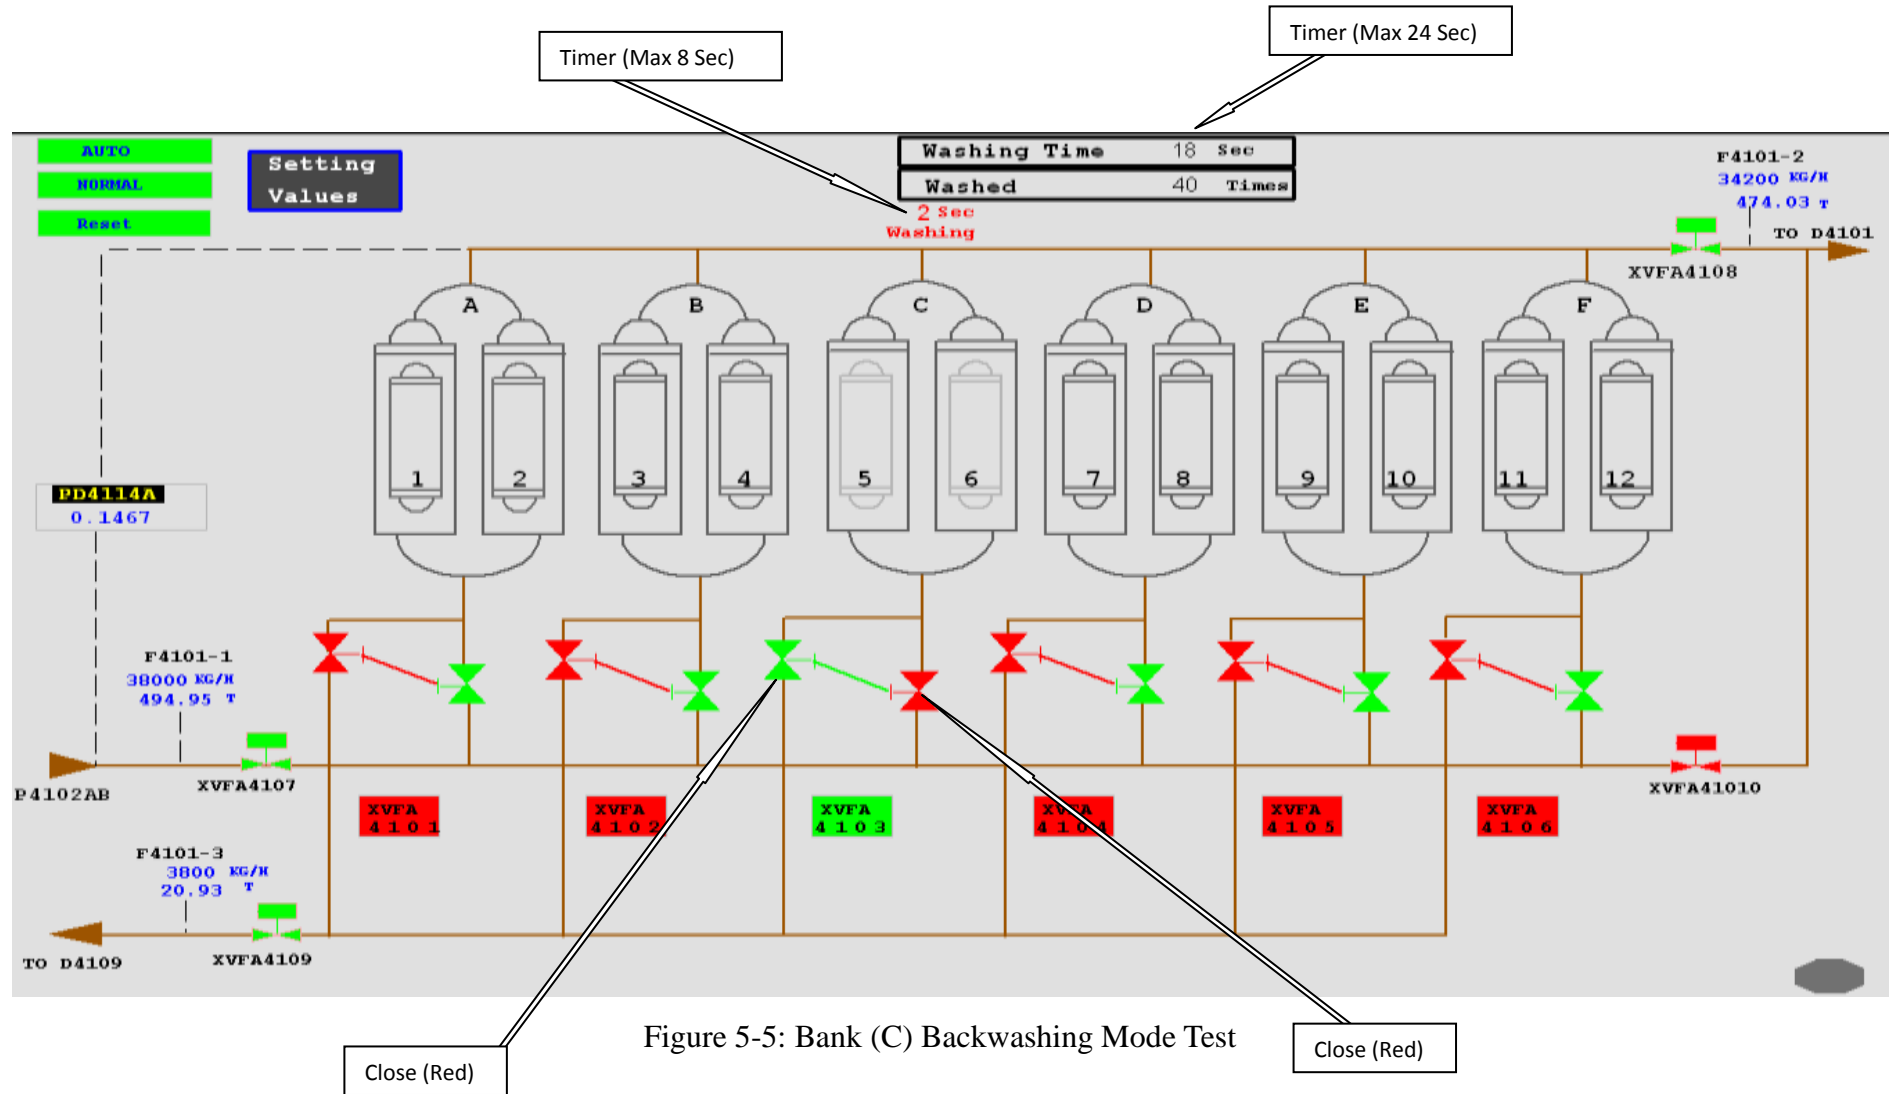 Timer (Max 24 Sec)
Timer (Max 8 Sec)
AUTO
NORMAL
Reset
Setting
Values
Washing Time 18 Sec
Washed 40 Times
2 Sec
Washing
F4101-2
34200 KG/H
474.03 T
TO D4101
XVFA4108
A B C D E F
1 2 3 4 5 6 7 8 9 10 11 12
PD4114A
0.1467
F4101-1
38000 KG/H
494.95 T
P4102AB
XVFA4107
XVFA41010
XVFA
4101
XVFA
4102
XVFA
4103
XVFA
4104
XVFA
4105
XVFA
4106
F4101-3
3800 KG/H
20.93 T
TO D4109
XVFA4109
Figure 5-5: Bank (C) Backwashing Mode Test
Close (Red)
Close (Red)